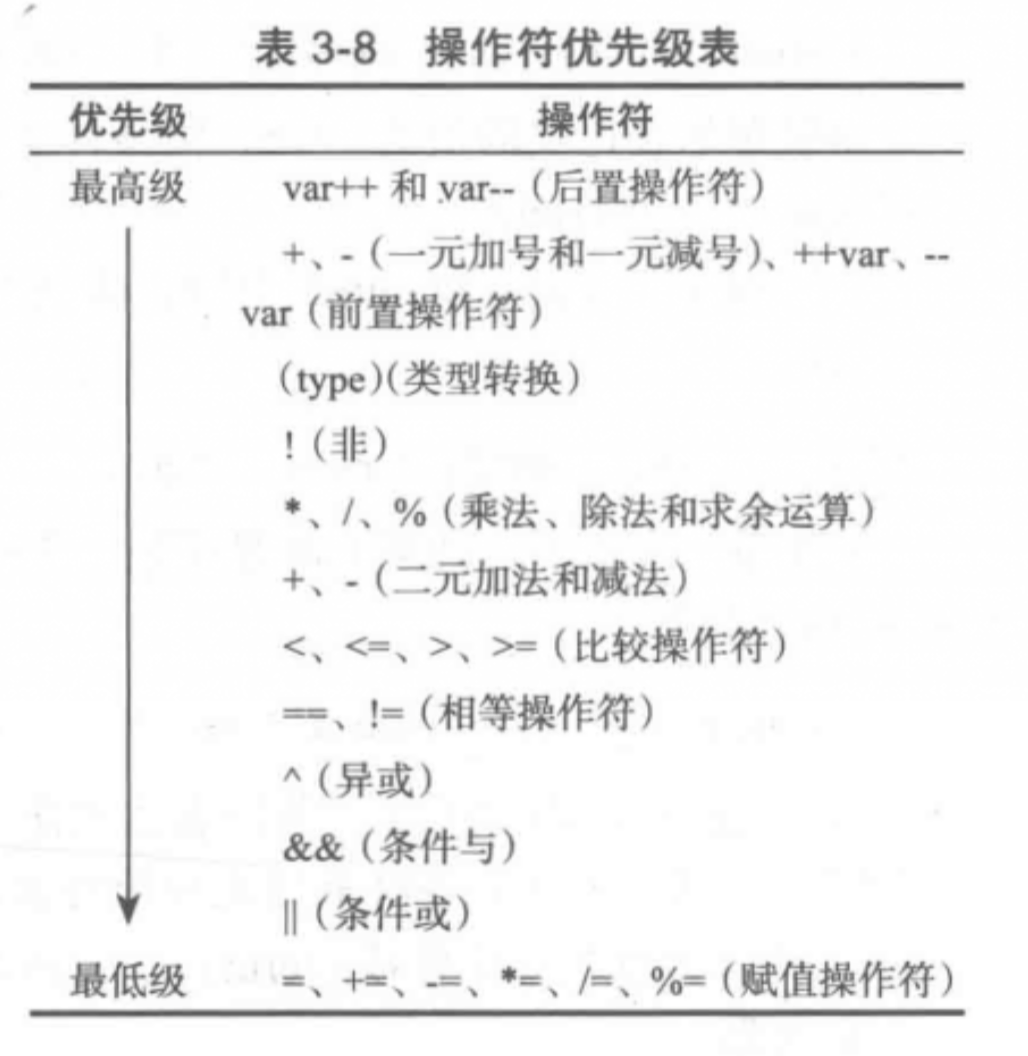 表 3-8 操作符优先级表
优先级 操作符
最高级 var++ 和 var--（后置操作符）
+、-（一元加号和一元减号）、++var、--
var（前置操作符）
(type)(类型转换）
!（非）
*、/、%（乘法、除法和求余运算）
+、-（二元加法和减法）
<、<=、>、>=（比较操作符）
==、!=（相等操作符）
^（异或）
&&（条件与）
||（条件或）
最低级 =、+=、-=、*=、/=、%=（赋值操作符）